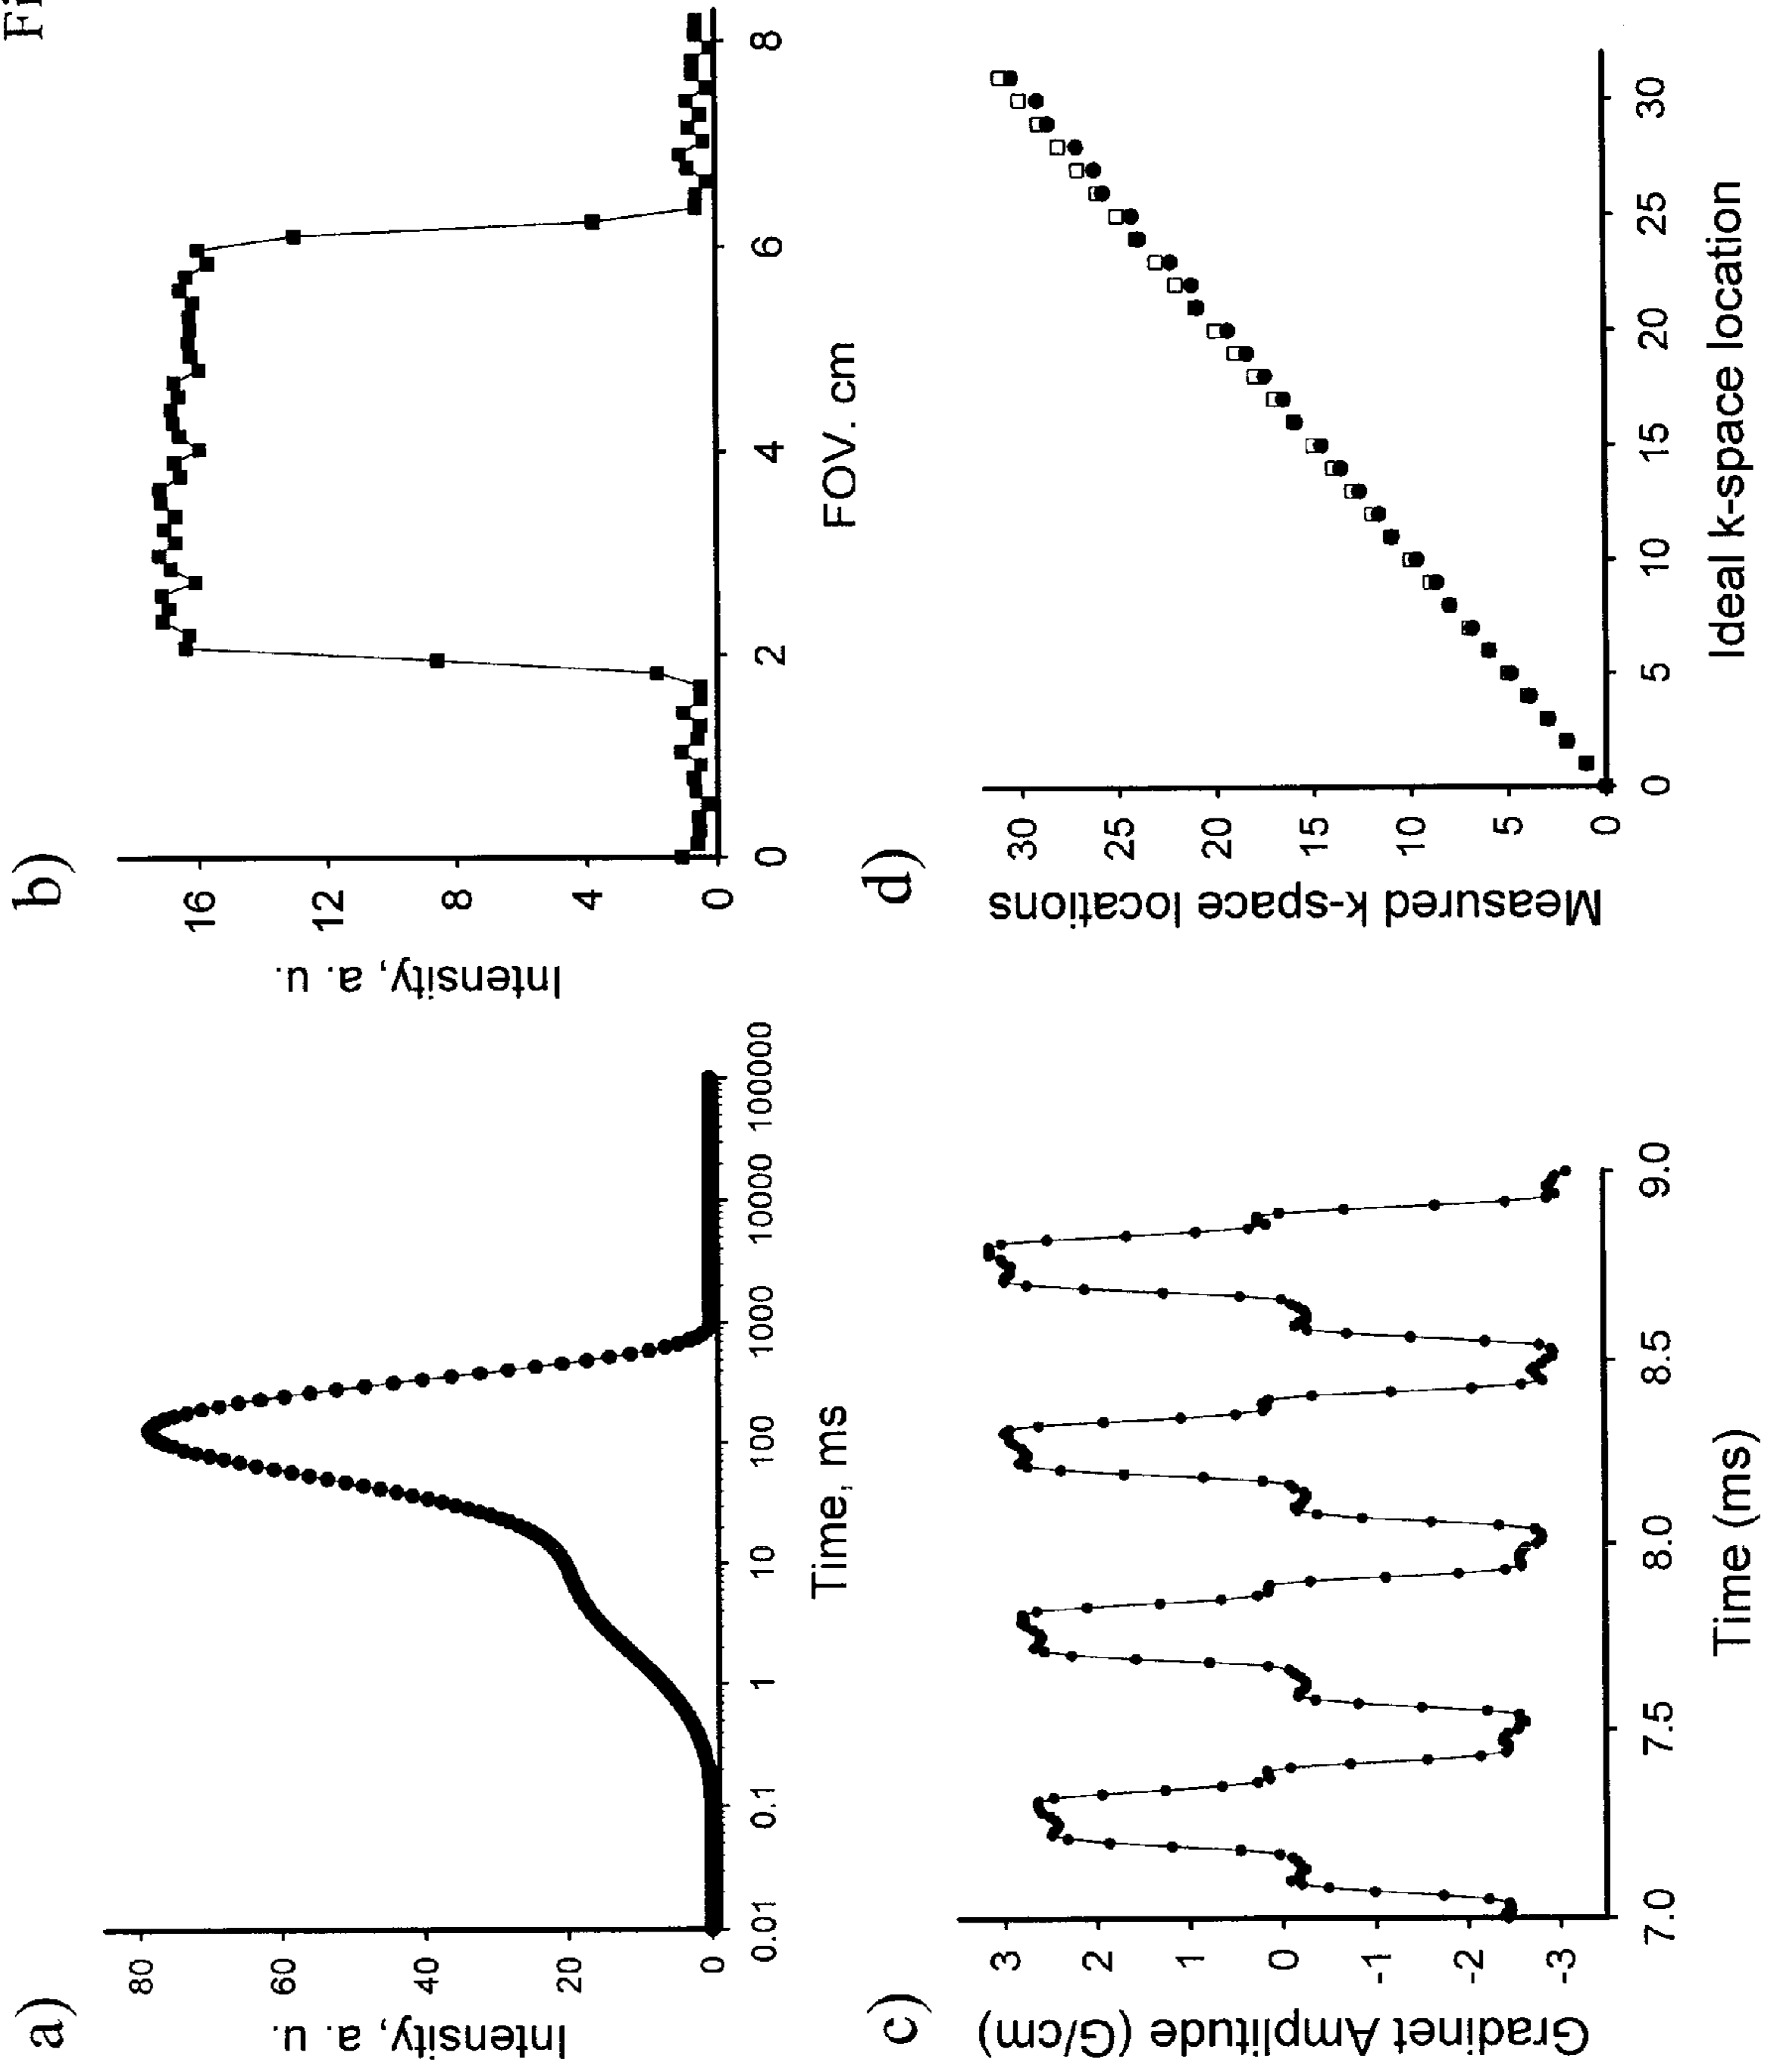 Fi
a)
80
60
40
20
0
Intensity, a. u.
0.01 0.1 1 10 100 1000 10000 100000
Time, ms
b)
16
12
8
4
0
Intensity, a. u.
0 2 4 6 8
FOV. cm
c)
3
2
1
0
-1
-2
-3
Gradinet Amplitude (G/cm)
7.0 7.5 8.0 8.5 9.0
Time (ms)
d)
30
25
20
15
10
5
0
Measured k-space locations
0 5 10 15 20 25 30
Ideal k-space location